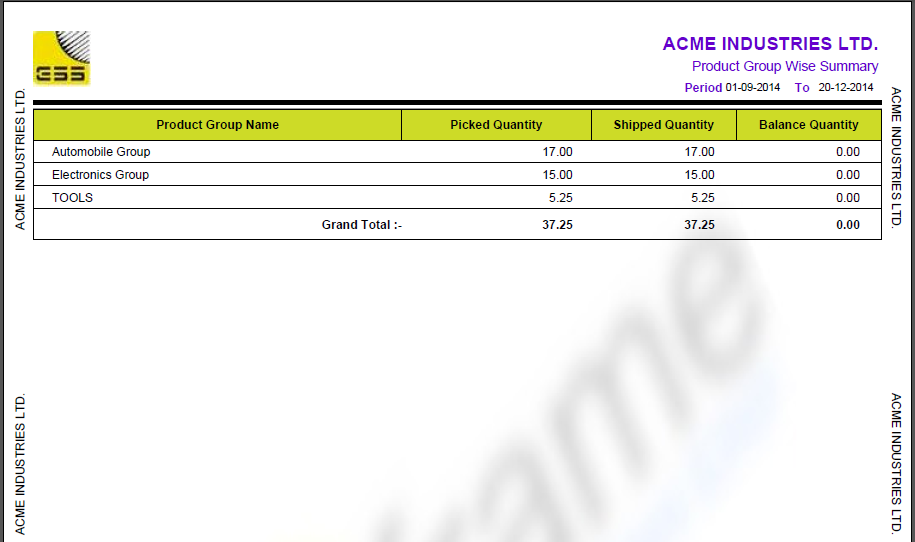 GSS
ACME INDUSTRIES LTD.
Product Group Wise Summary
Period 01-09-2014 To 20-12-2014
ACME INDUSTRIES LTD.
ACME INDUSTRIES LTD.
Product Group Name Picked Quantity Shipped Quantity Balance Quantity
Automobile Group 17.00 17.00 0.00
Electronics Group 15.00 15.00 0.00
TOOLS 5.25 5.25 0.00
Grand Total :- 37.25 37.25 0.00
ame
ACME INDUSTRIES LTD.
ACME INDUSTRIES LTD.